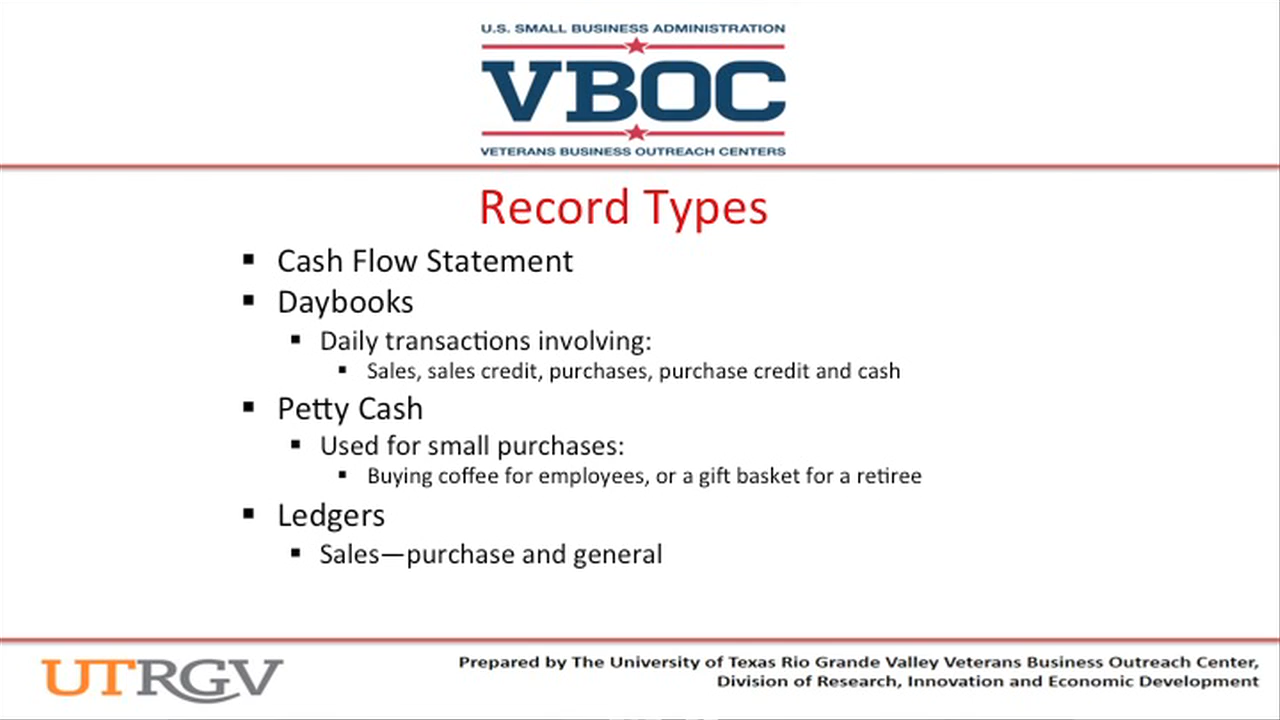 U.S. SMALL BUSINESS ADMINISTRATION
VBOC
VETERANS BUSINESS OUTREACH CENTERS
Record Types
Cash Flow Statement
Daybooks
Daily transactions involving:
Sales, sales credit, purchases, purchase credit and cash
Petty Cash
Used for small purchases:
Buying coffee for employees, or a gift basket for a retiree
Ledgers
Sales—purchase and general
UTRGV
Prepared by The University of Texas Rio Grande Valley Veterans Business Outreach Center,
Division of Research, Innovation and Economic Development